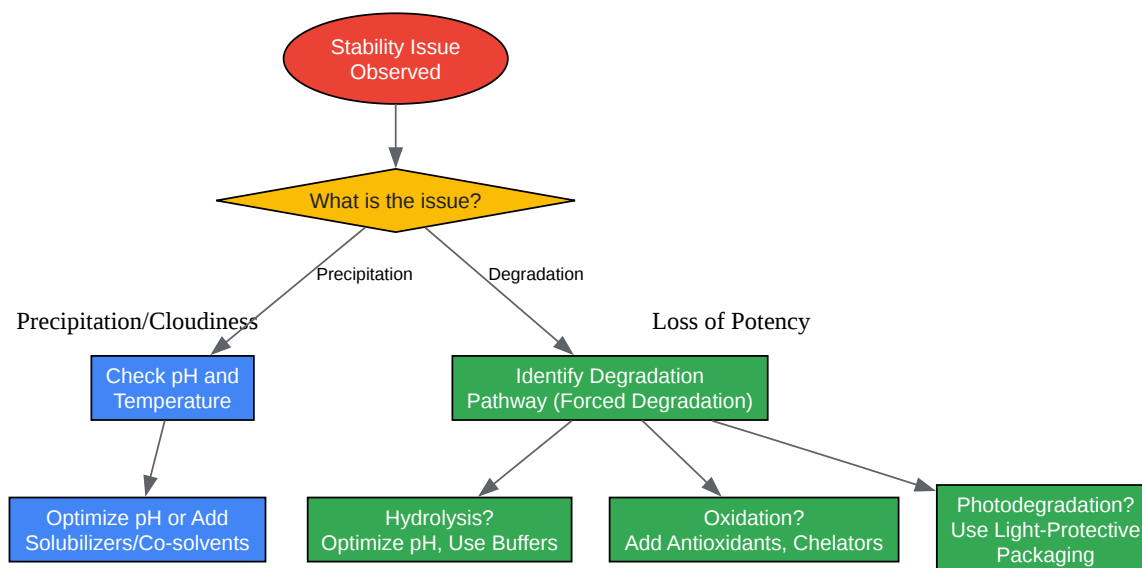 Stability Issue
Observed
What is the issue?
Precipitation
Degradation
Precipitation/Cloudiness
Loss of Potency
Check pH and
Temperature
Identify Degradation
Pathway (Forced Degradation)
Optimize pH or Add
Solubilizers/Co-solvents
Hydrolysis?
Optimize pH, Use Buffers
Oxidation?
Add Antioxidants, Chelators
Photodegradation?
Use Light-Protective
Packaging